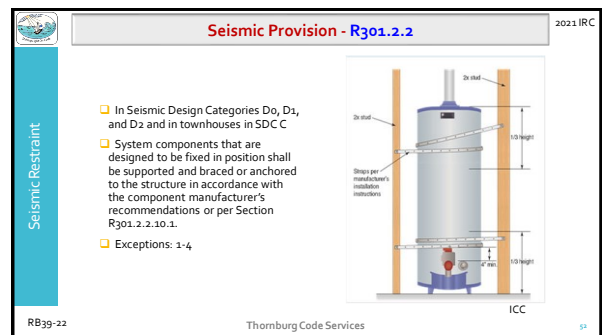 Seismic Provision - R301.2.2
2021 IRC
Seismic Restraint
In Seismic Design Categories D0, D1,
and D2 and in townhouses in SDC C
System components that are
designed to be fixed in position shall
be supported and braced or anchored
to the structure in accordance with
the component manufacturer's
recommendations or per Section
R301.2.2.10.1.
Exceptions: 1-4
2x stud
2x stud
1/3 height
Straps per
manufacturer's
installation
instructions
4" min.
1/3 height
ICC
RB39-22
Thornburg Code Services
52